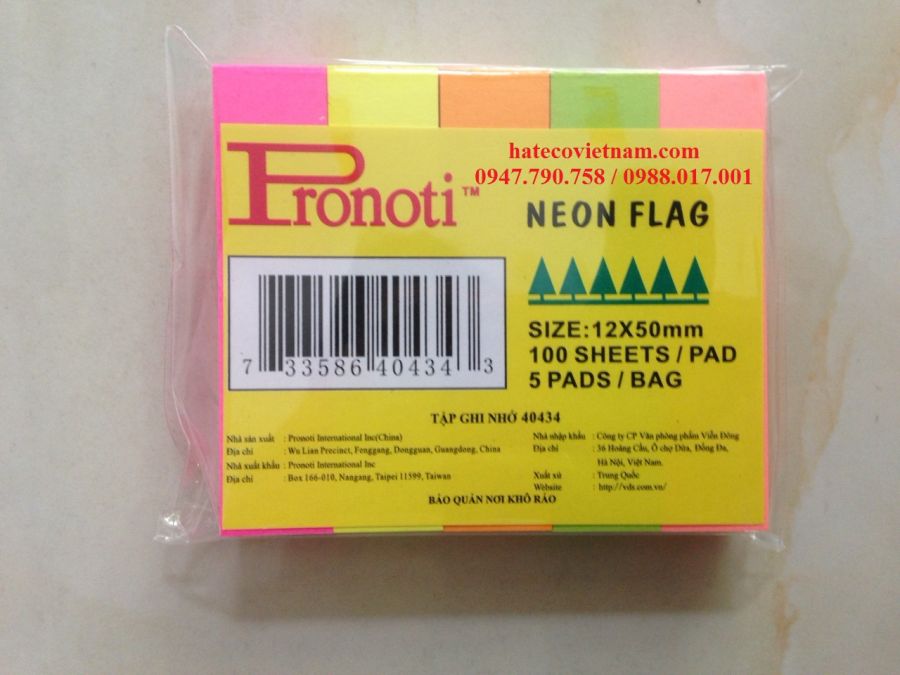 hatecovietnam.com
0947.790.758 / 0988.017.001
Pronoti™
NEON FLAG
SIZE:12X50mm
100 SHEETS / PAD
5 PADS / BAG
7 33586 40434 3
TẬP GHI NHỚ 40434
Nhà sản xuất : Pronoti International Inc(China)
Địa chỉ : Wu Lian Precinct, Fenggang, Dongguan, Guangdong, China
Nhà xuất khẩu : Pronoti International Inc
Địa chỉ : Box 166-010, Nangang, Taipei 11599, Taiwan
Nhà nhập khẩu : Công ty CP Văn phòng phẩm Viễn Đông
Địa chỉ : 36 Hoàng Cầu, Ô chợ Dừa, Đống Đa,
Hà Nội, Việt Nam.
Xuất xứ : Trung Quốc
Website : http://vds.com.vn/
BẢO QUẢN NƠI KHÔ RÁO